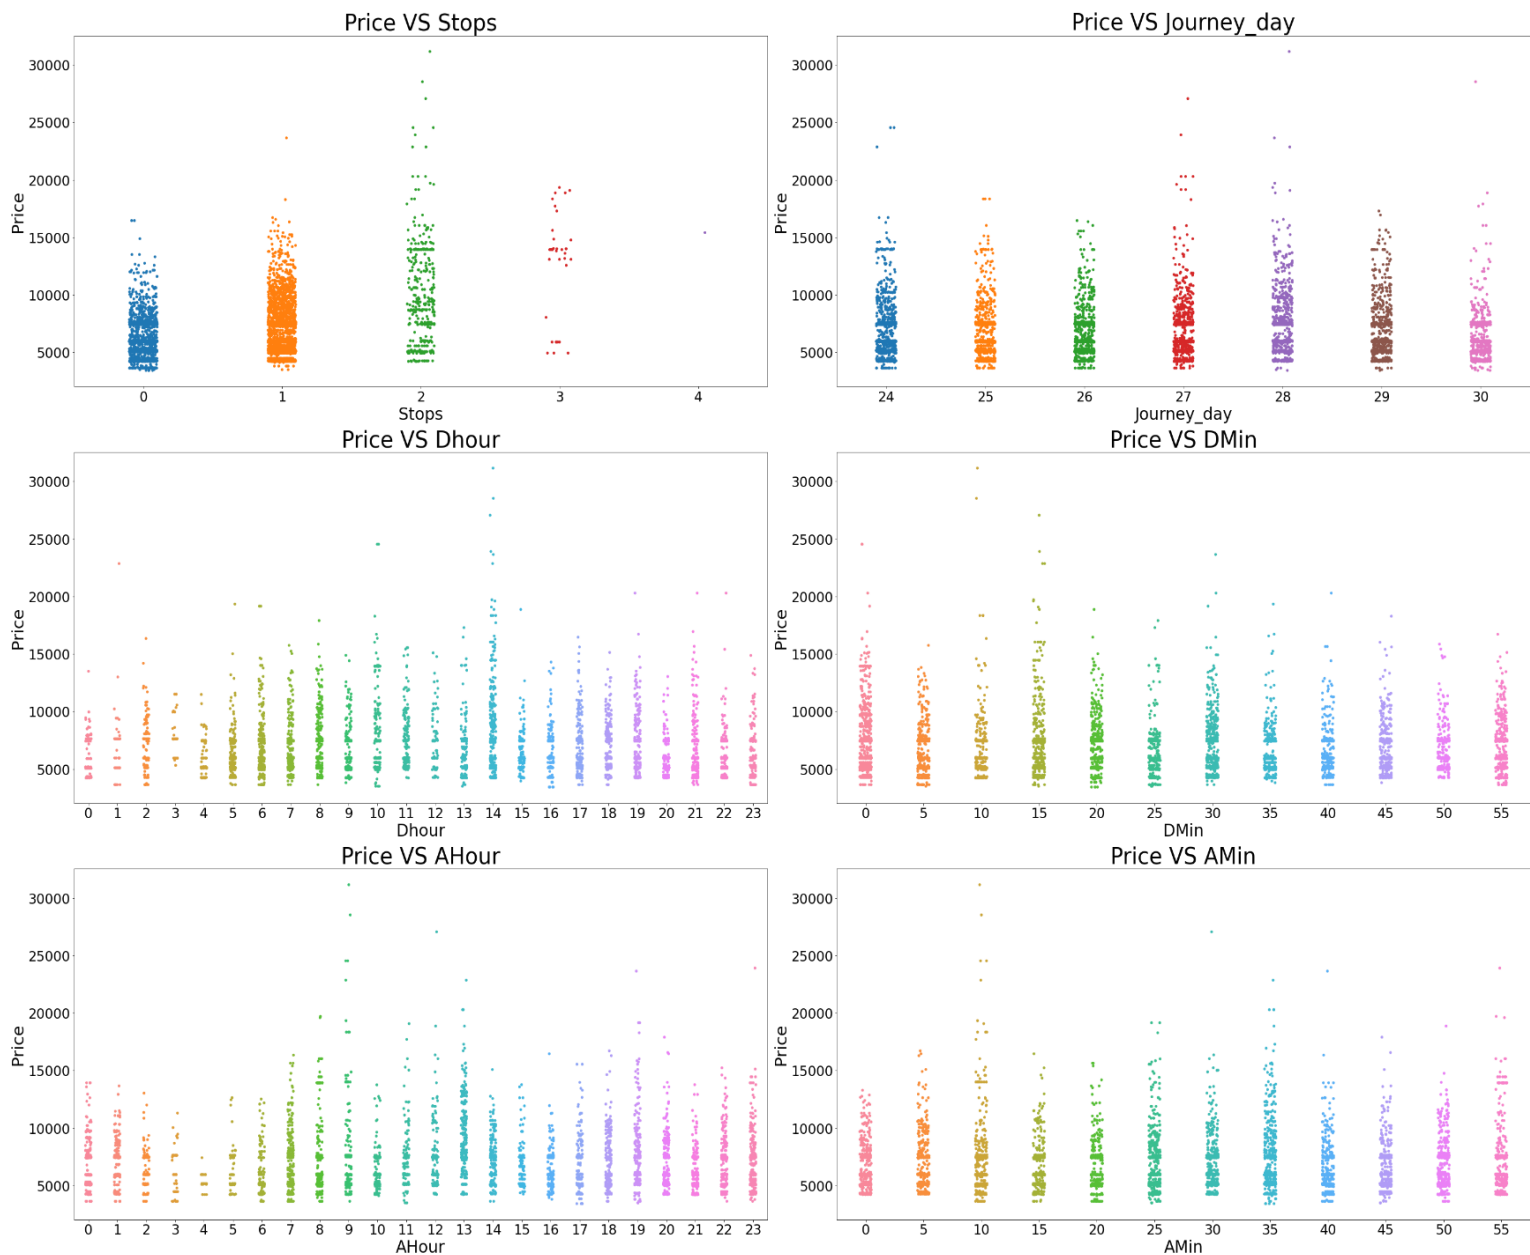 Price VS Stops
30000
25000
20000
15000
10000
5000
Price
0 1 2 3 4
Stops
Price VS Journey_day
30000
25000
20000
15000
10000
5000
Price
24 25 26 27 28 29 30
Journey_day
Price VS Dhour
30000
25000
20000
15000
10000
5000
Price
0 1 2 3 4 5 6 7 8 9 10 11 12 13 14 15 16 17 18 19 20 21 22 23
Dhour
Price VS DMin
30000
25000
20000
15000
10000
5000
Price
0 5 10 15 20 25 30 35 40 45 50 55
DMin
Price VS AHour
30000
25000
20000
15000
10000
5000
Price
0 1 2 3 4 5 6 7 8 9 10 11 12 13 14 15 16 17 18 19 20 21 22 23
AHour
Price VS AMin
30000
25000
20000
15000
10000
5000
Price
0 5 10 15 20 25 30 35 40 45 50 55
AMin